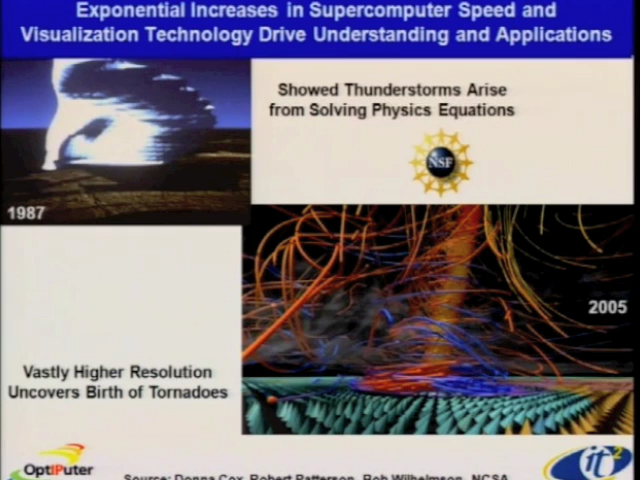 Exponential Increases in Supercomputer Speed and
Visualization Technology Drive Understanding and Applications
Showed Thunderstorms Arise
from Solving Physics Equations
NSF
1987
2005
Vastly Higher Resolution
Uncovers Birth of Tornadoes
OptIPuter
it2
Source: Donna Cox, Robert Patterson, Bob Wilhelmson, NCSA